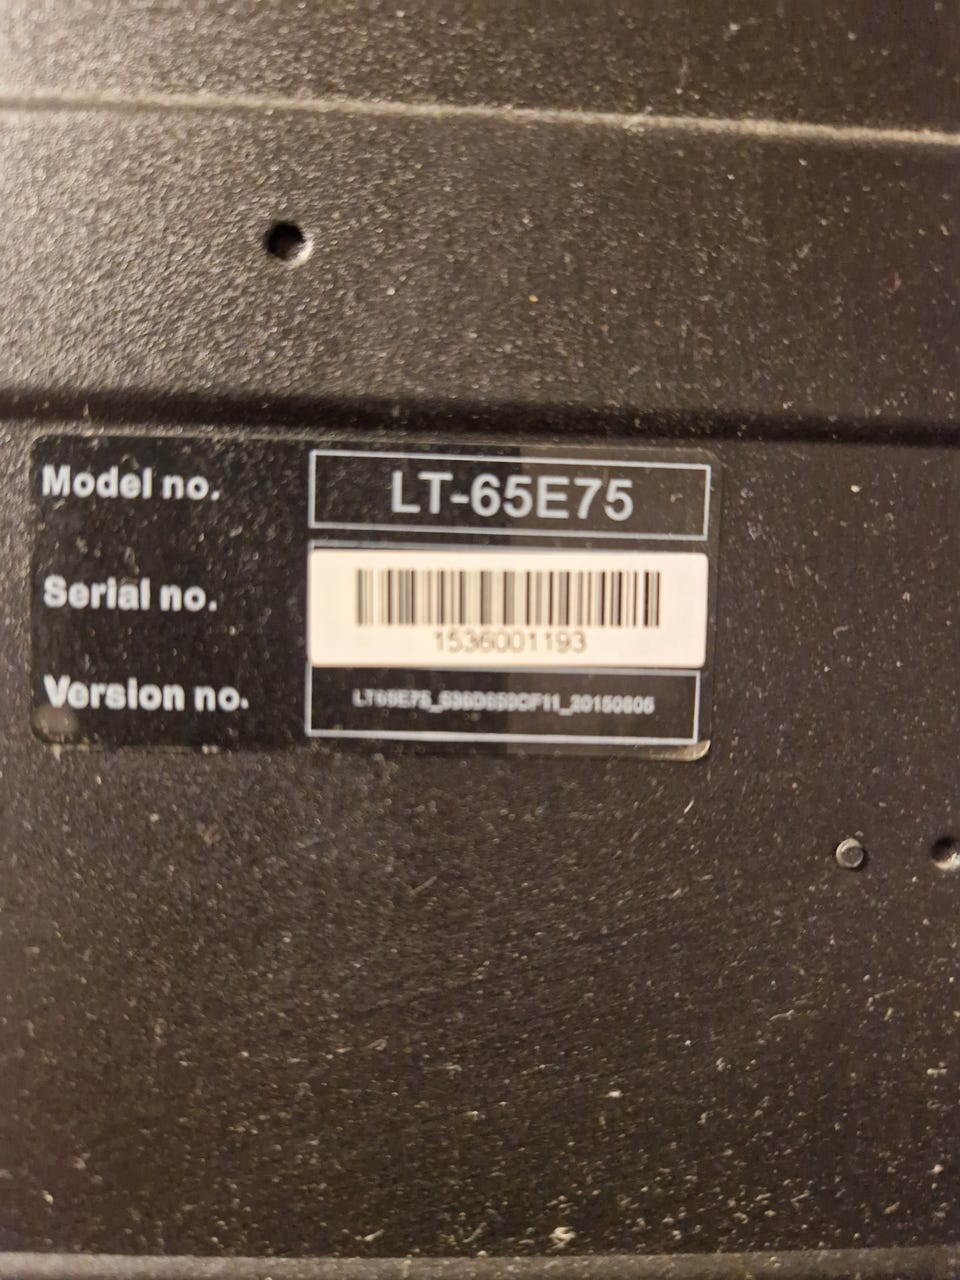 Model no.
LT-65E75
Serial no.
1536001193
Version no.